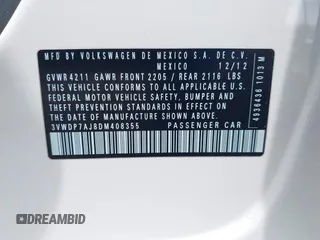 MFD BY VOLKSWAGEN DE MEXICO S.A. DE C.V.
MEXICO 12/12
GVWR 4211 GAWR FRONT 2205 / REAR 2116 LBS
THIS VEHICLE CONFORMS TO ALL APPLICABLE U.S.
FEDERAL MOTOR VEHICLE SAFETY, BUMPER AND
THEFT PREVENTION STANDARDS IN EFFECT ON THE
DATE OF MANUFACTURE SHOWN ABOVE
3VWDP7AJ8DM408355 PASSENGER CAR
4936436 1013 M
DREAMBID